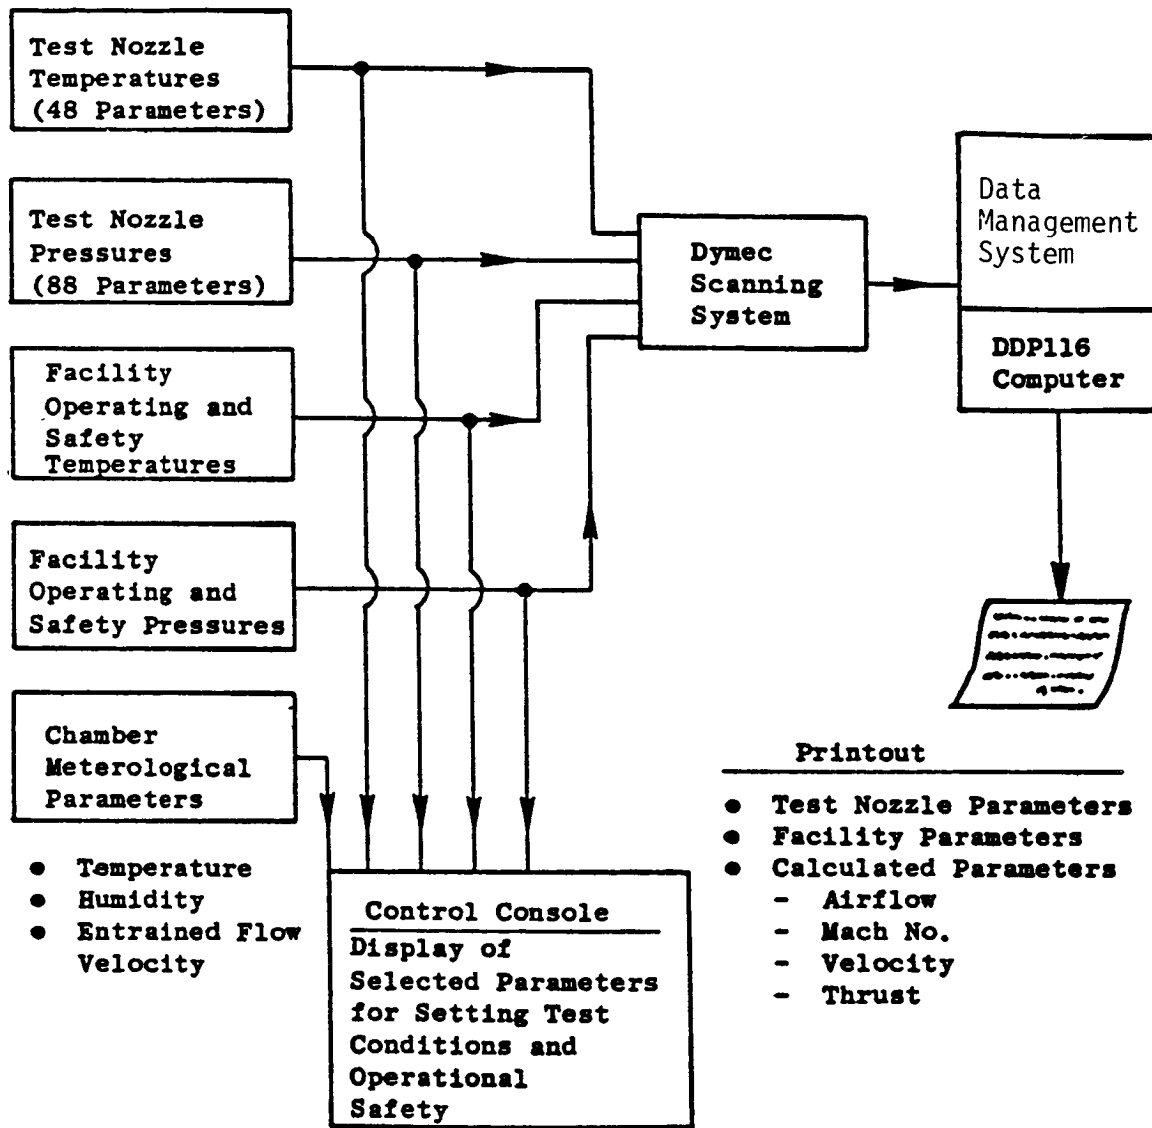 Test Nozzle
Temperatures
(48 Parameters)
Test Nozzle
Pressures
(88 Parameters)
Facility
Operating and
Safety
Temperatures
Facility
Operating and
Safety Pressures
Chamber
Meterological
Parameters
● Temperature
● Humidity
● Entrained Flow
Velocity
Dymec
Scanning
System
Data
Management
System
DDP116
Computer
Control Console
Display of
Selected Parameters
for Setting Test
Conditions and
Operational
Safety
Printout
● Test Nozzle Parameters
● Facility Parameters
● Calculated Parameters
- Airflow
- Mach No.
- Velocity
- Thrust